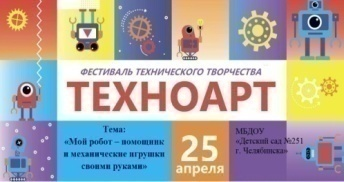 ФЕСТИВАЛЬ ТЕХНИЧЕСКОГО ТВОРЧЕСТВА
ТЕХНОАРТ
Тема:
«Мой робот – помощник
и механические игрушки
своими руками»
25
апреля
МБДОУ
«Детский сад №251
г. Челябинска»